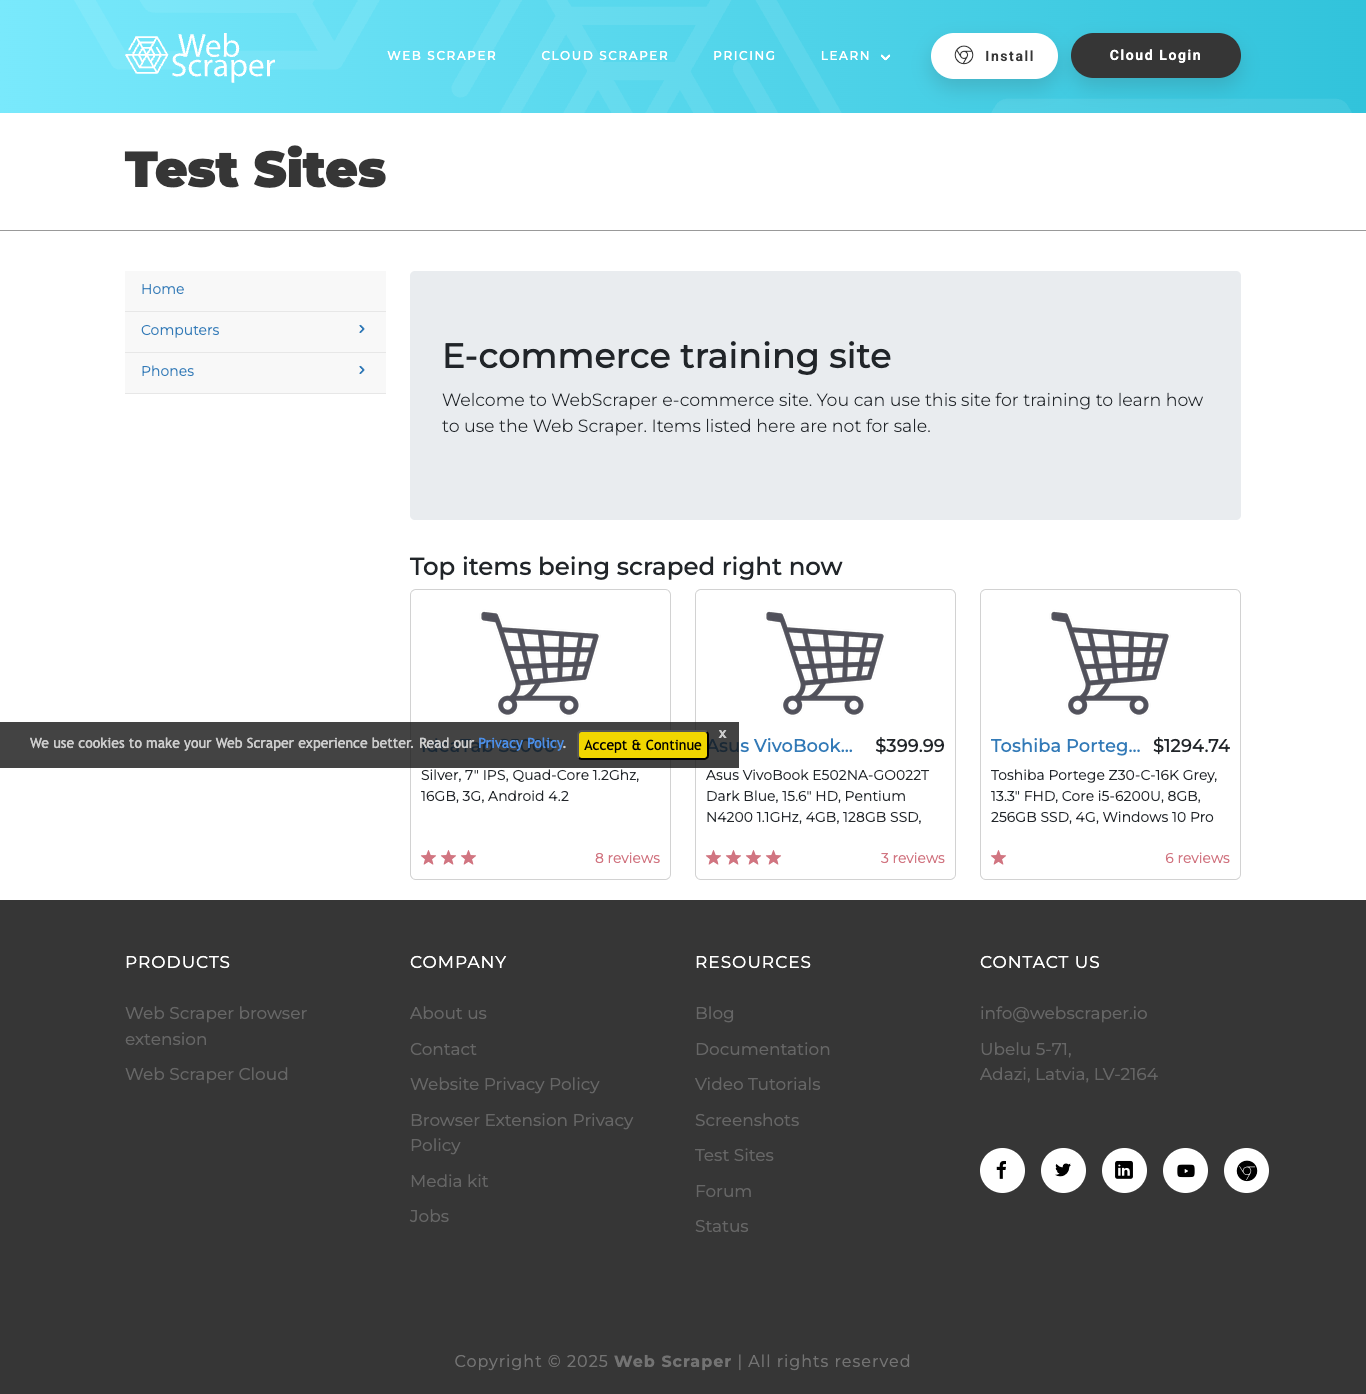 Web
Scraper
WEB SCRAPER
CLOUD SCRAPER
PRICING
LEARN
Install
Cloud Login
Test Sites
Home
Computers
Phones
E-commerce training site
Welcome to WebScraper e-commerce site. You can use this site for training to learn how
to use the Web Scraper. Items listed here are not for sale.
Top items being scraped right now
We use cookies to make your Web Scraper experience better. Read our Privacy Policy.
Accept & Continue
x
Silver, 7" IPS, Quad-Core 1.2Ghz,
16GB, 3G, Android 4.2
8 reviews
Asus VivoBook... $399.99
Asus VivoBook E502NA-GO022T
Dark Blue, 15.6" HD, Pentium
N4200 1.1GHz, 4GB, 128GB SSD,
3 reviews
Toshiba Porteg... $1294.74
Toshiba Portege Z30-C-16K Grey,
13.3" FHD, Core i5-6200U, 8GB,
256GB SSD, 4G, Windows 10 Pro
6 reviews
PRODUCTS
Web Scraper browser
extension
Web Scraper Cloud
COMPANY
About us
Contact
Website Privacy Policy
Browser Extension Privacy
Policy
Media kit
Jobs
RESOURCES
Blog
Documentation
Video Tutorials
Screenshots
Test Sites
Forum
Status
CONTACT US
info@webscraper.io
Ubelu 5-71,
Adazi, Latvia, LV-2164
Copyright © 2025 Web Scraper | All rights reserved